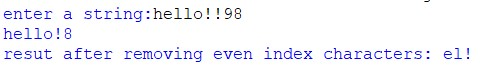 enter a string:hello!!98
hello!8
resut after removing even index characters: el!